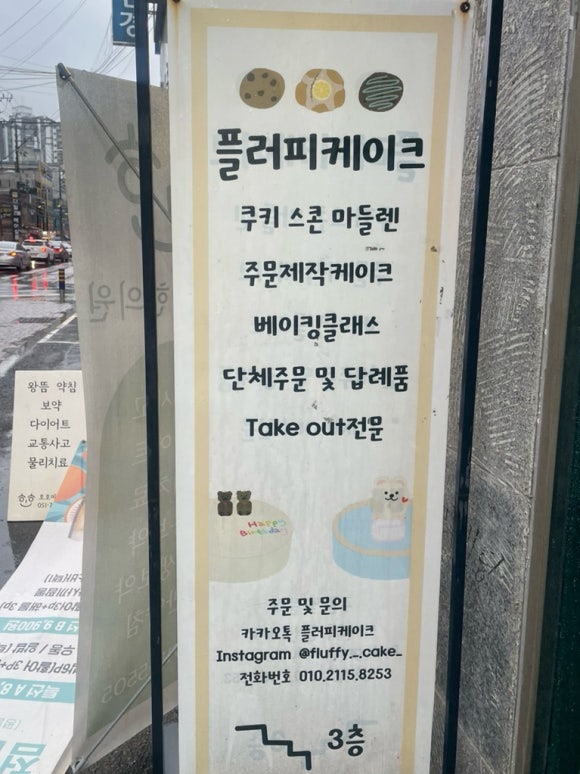 플러피케이크
쿠키 스콘 마들렌
주문제작케이크
베이킹클래스
단체주문 및 답례품
Take out전문
주문 및 문의
카카오톡 플러피케이크
Instagram @fluffy._.cake_
전화번호 010.2115.8253
3층
한의원
왕뜸 약침
보약
다이어트
교통사고
물리치료